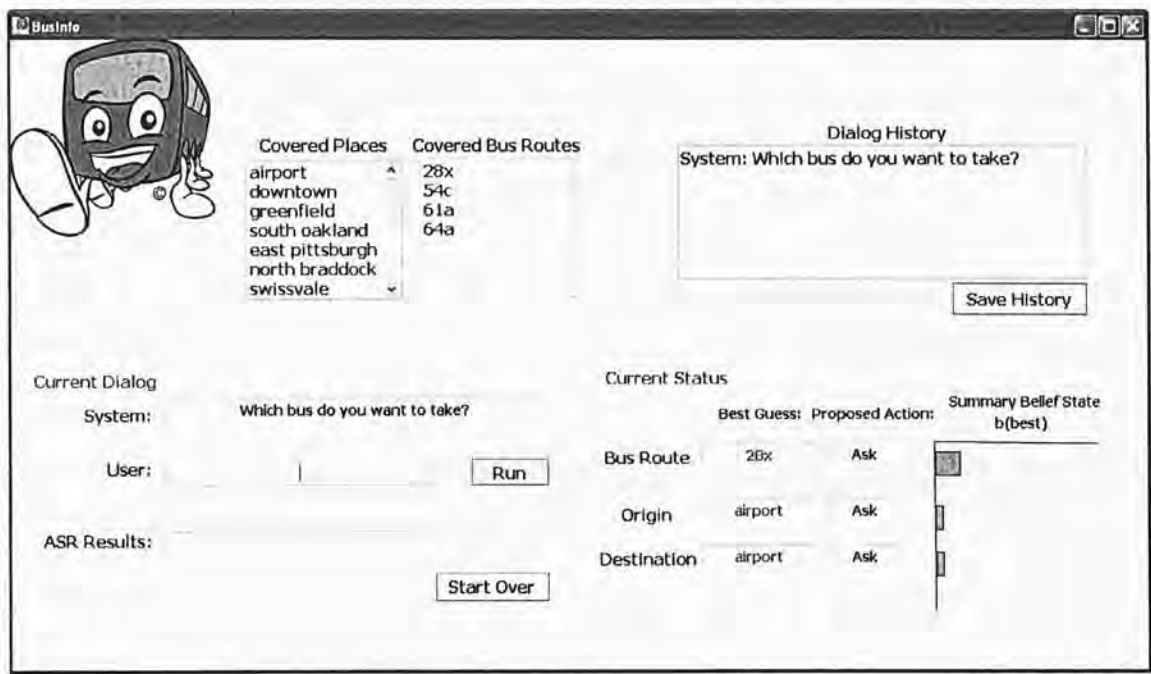 BusInfo
Covered Places
airport
downtown
greenfield
south oakland
east pittsburgh
north braddock
swissvale
Covered Bus Routes
28x
54c
61a
64a
©
Dialog History
System: Which bus do you want to take?
Save History
Current Dialog
System: Which bus do you want to take?
User:
Run
ASR Results:
Start Over
Current Status
Best Guess: Proposed Action: Summary Belief State
b(best)
Bus Route 28x Ask
Origin airport Ask
Destination airport Ask